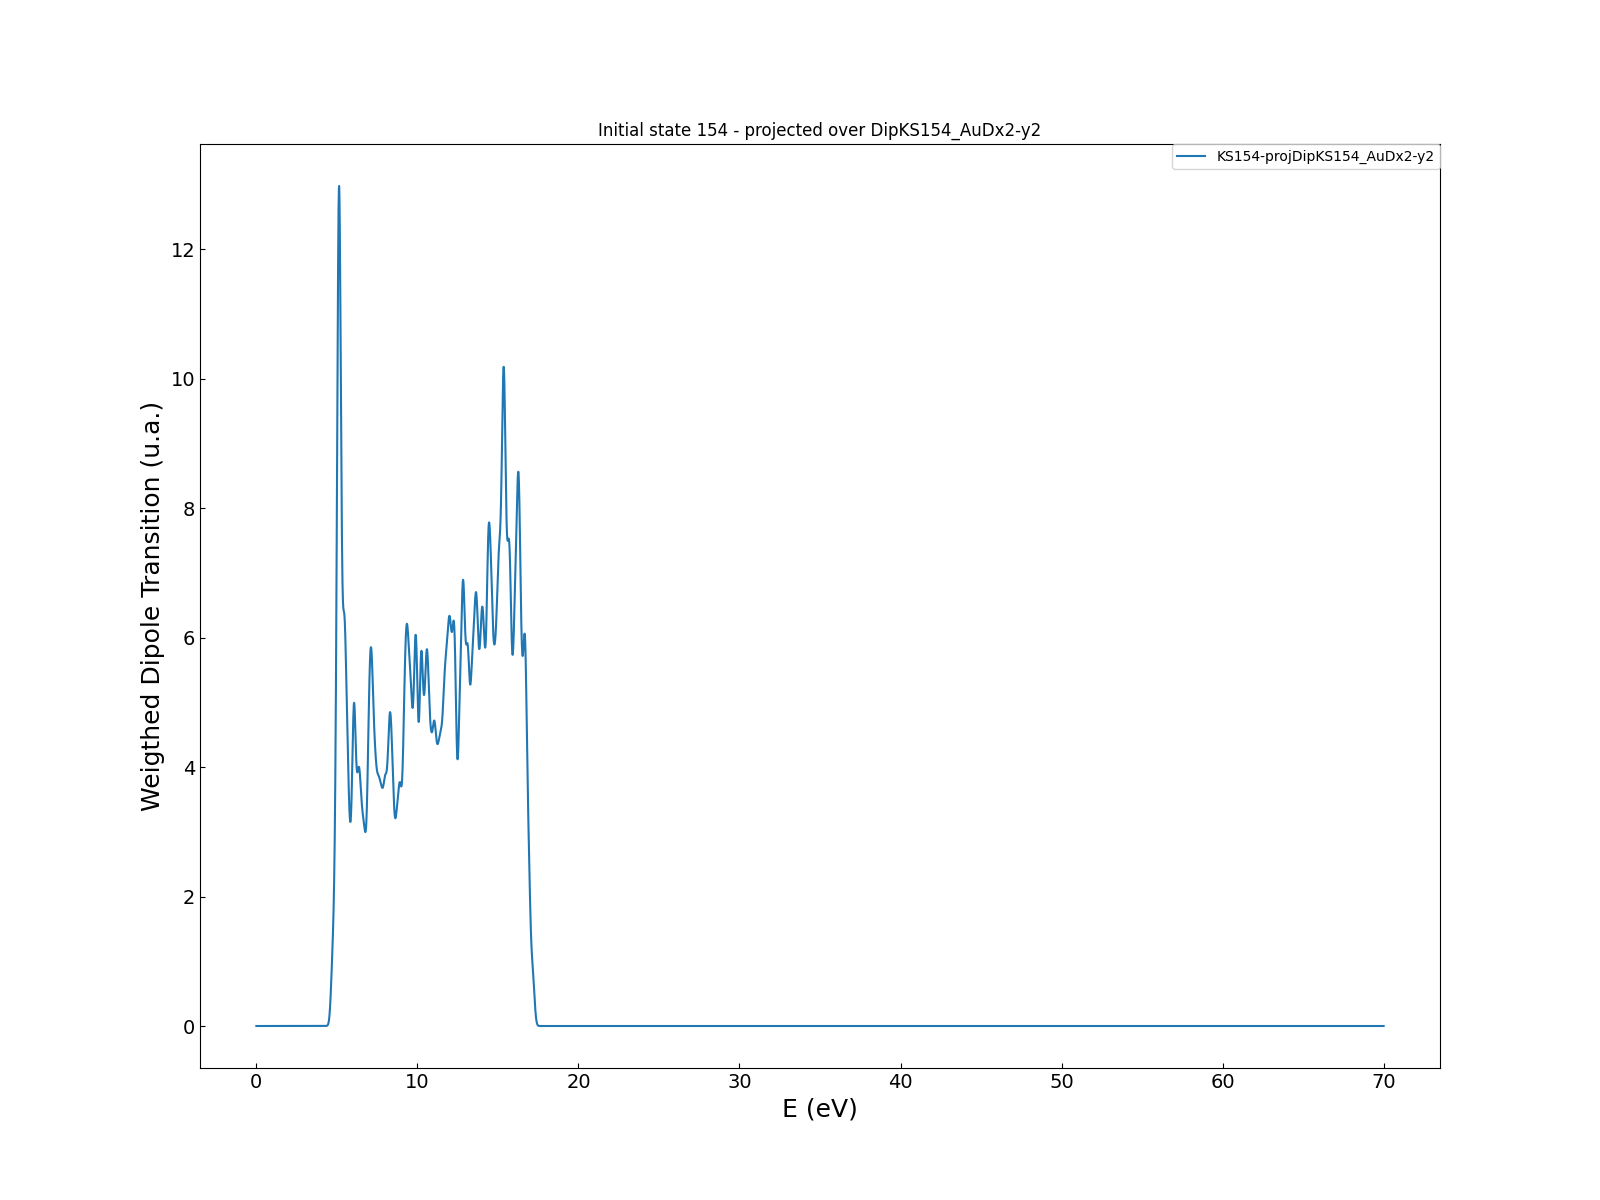 Initial state 154 - projected over DipKS154_AuDx2-y2
KS154-projDipKS154_AuDx2-y2
Weigthed Dipole Transition (u.a.)
12
10
8
6
4
2
0
0 10 20 30 40 50 60 70
E (eV)